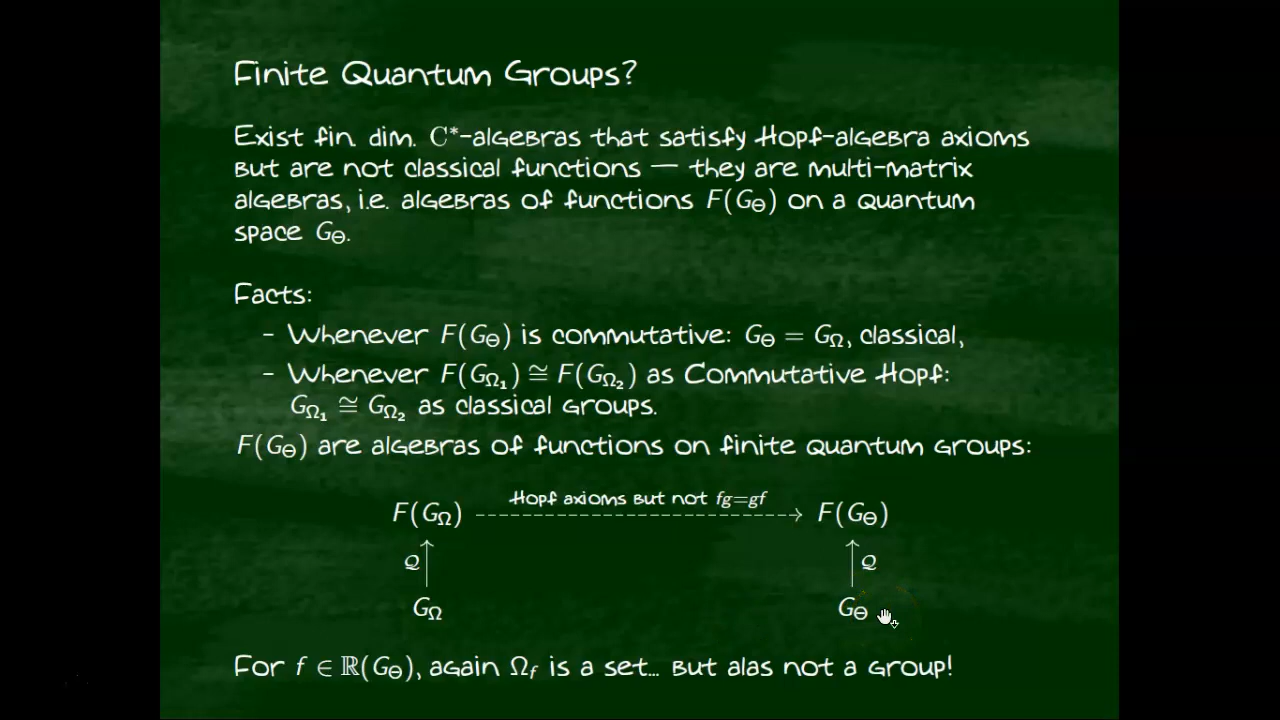 Finite Quantum Groups?
Exist fin. dim. C*-algebras that satisfy Hopf-algebra axioms
but are not classical functions — they are multi-matrix
algebras, i.e. algebras of functions F(G_Θ) on a quantum
space G_Θ.
Facts:
- Whenever F(G_Θ) is commutative: G_Θ = G_Ω, classical,
- Whenever F(G_Ω₁) ≅ F(G_Ω₂) as Commutative Hopf:
G_Ω₁ ≅ G_Ω₂ as classical groups.
F(G_Θ) are algebras of functions on finite quantum groups:
Hopf axioms but not fg=gf
F(G_Ω) F(G_Θ)
Q Q
G_Ω G_Θ
For f ∈ ℝ(G_Θ), again Ω_f is a set... but alas not a group!